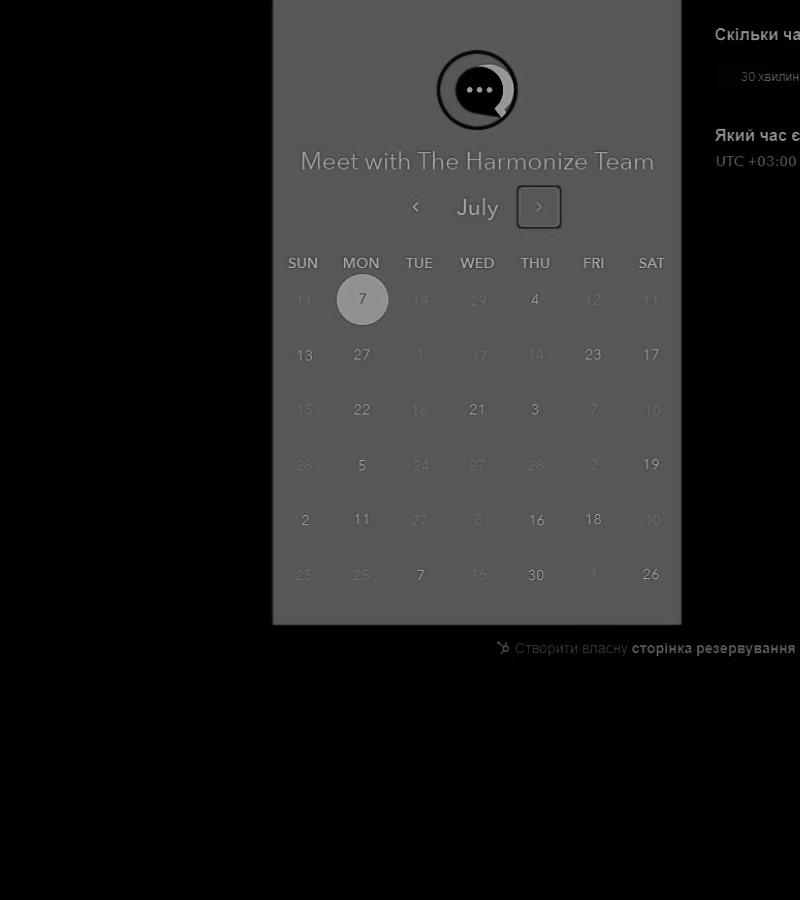 Скільки ча
30 хвилин
Який час є
UTC +03:00
Meet with The Harmonize Team
July
SUN MON TUE WED THU FRI SAT
11 7 14 29 4 12 11
13 27 1 17 14 23 17
15 22 18 21 3 7 10
28 5 24 27 28 2 19
2 11 27 8 16 18 10
25 25 7 16 30 1 26
Створити власну сторінка резервування